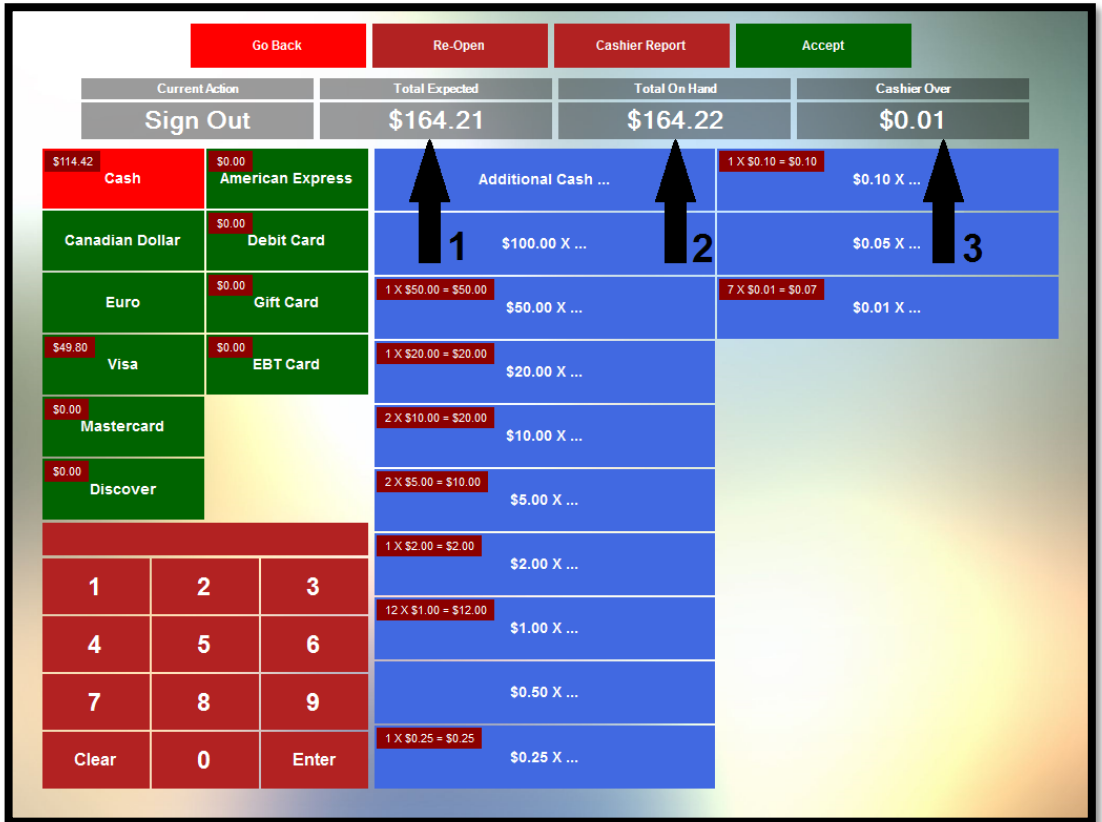 Go Back
Re-Open
Cashier Report
Accept
Current Action
Total Expected
Total On Hand
Cashier Over
Sign Out
$164.21
$164.22
$0.01
$114.42
Cash
$0.00
American Express
Canadian Dollar
$0.00
Debit Card
Euro
$0.00
Gift Card
$49.80
Visa
$0.00
EBT Card
$0.00
Mastercard
$0.00
Discover
1
2
3
4
5
6
7
8
9
Clear
0
Enter
Additional Cash ...
$100.00 X ...
1 X $50.00 = $50.00
$50.00 X ...
1 X $20.00 = $20.00
$20.00 X ...
2 X $10.00 = $20.00
$10.00 X ...
2 X $5.00 = $10.00
$5.00 X ...
1 X $2.00 = $2.00
$2.00 X ...
12 X $1.00 = $12.00
$1.00 X ...
$0.50 X ...
1 X $0.25 = $0.25
$0.25 X ...
1 X $0.10 = $0.10
$0.10 X ...
$0.05 X ...
7 X $0.01 = $0.07
$0.01 X ...
1
2
3